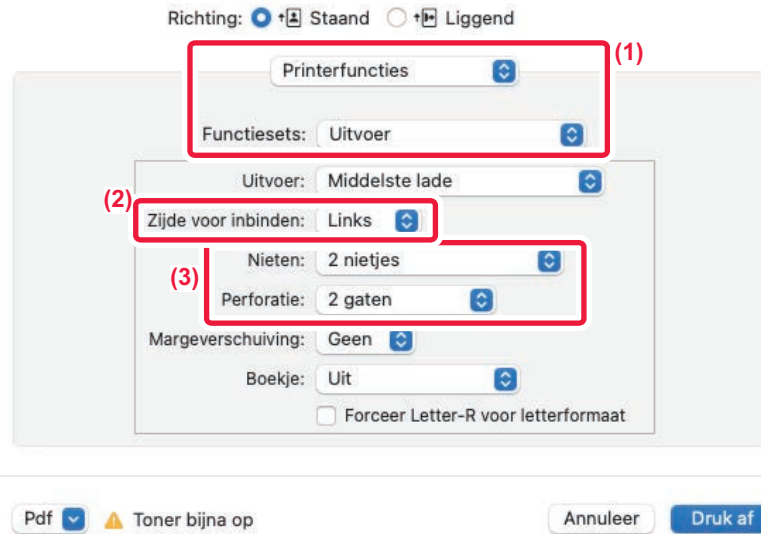 Richting: Staand Liggend
(1)
Printerfuncties
Functiesets: Uitvoer
Uitvoer: Middelste lade
(2)
Zijde voor inbinden: Links
(3)
Nieten: 2 nietjes
Perforatie: 2 gaten
Margeverschuiving: Geen
Boekje: Uit
Forceer Letter-R voor letterformaat
Pdf Toner bijna op Annuleer Druk af